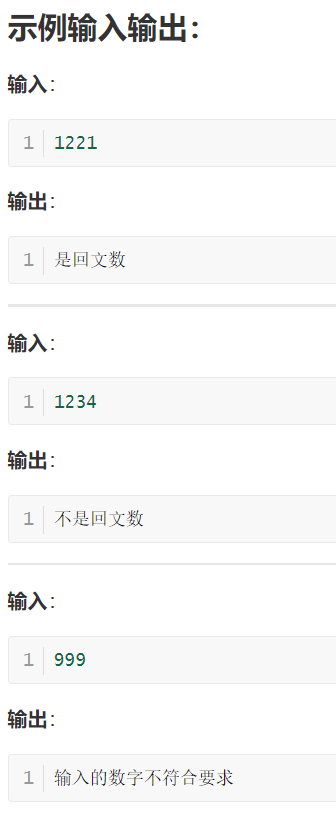 示例输入输出：
输入：
1 1221
输出：
1 是回文数
输入：
1 1234
输出：
1 不是回文数
输入：
1 999
输出：
1 输入的数字不符合要求